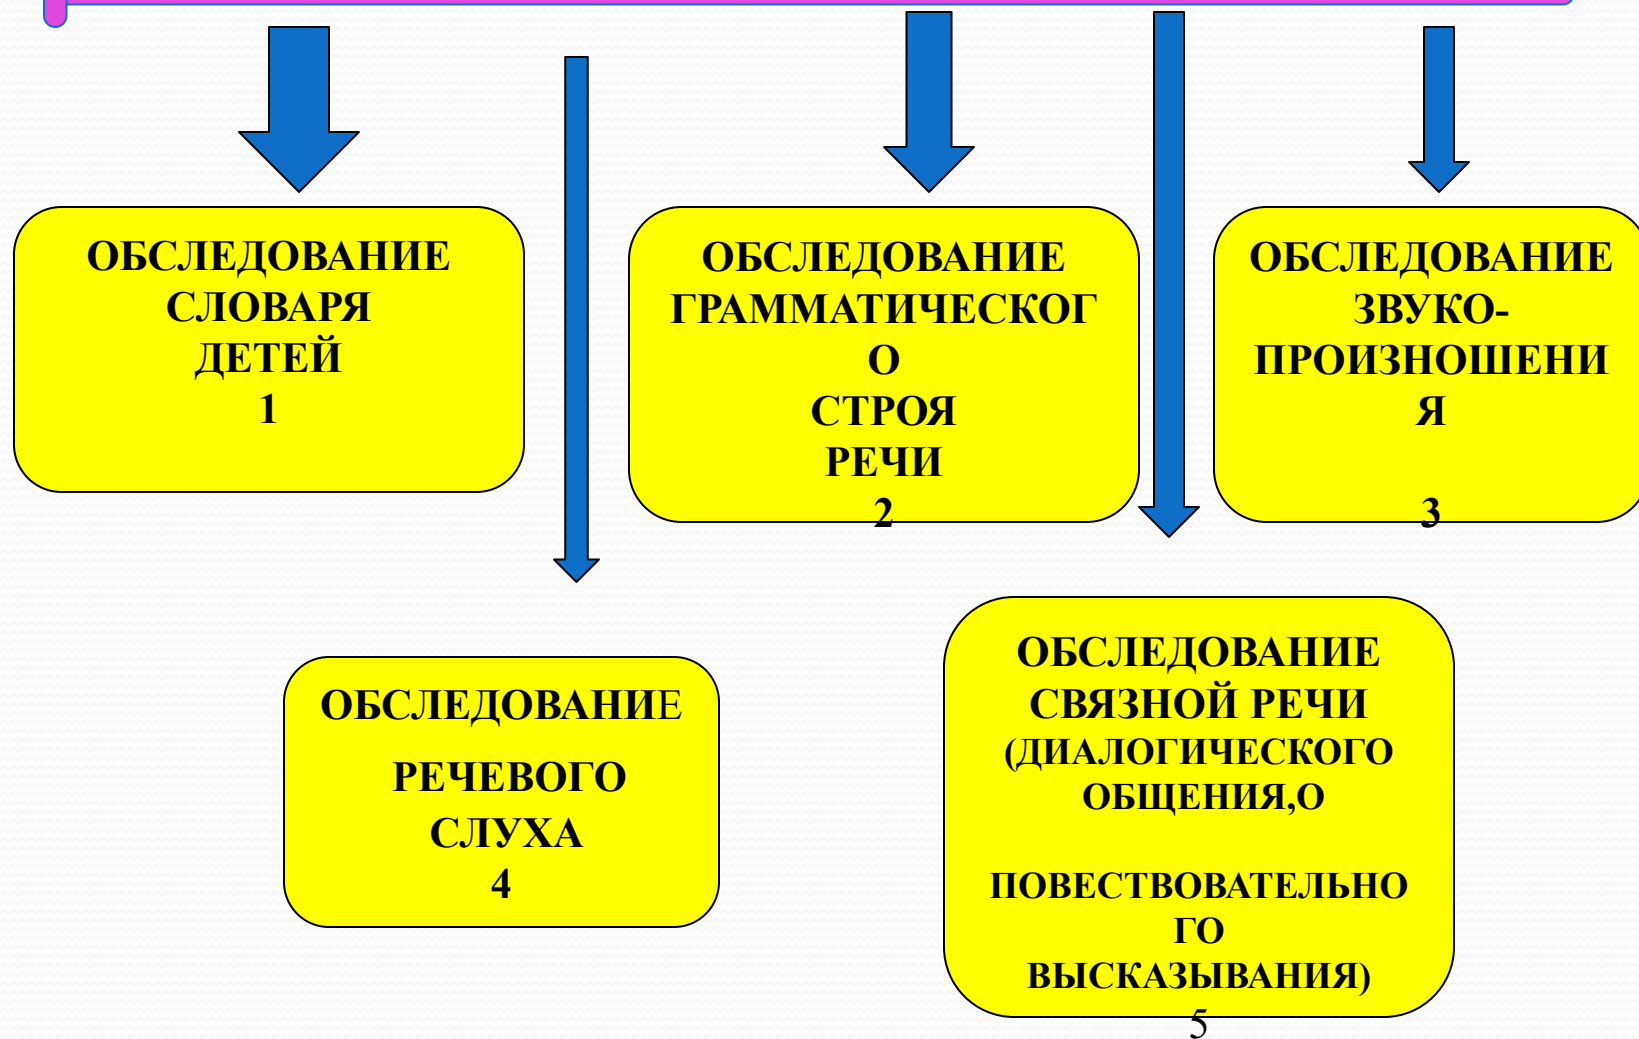 ОБСЛЕДОВАНИЕ
СЛОВАРЯ
ДЕТЕЙ
1
ОБСЛЕДОВАНИЕ
ГРАММАТИЧЕСКОГ
О
СТРОЯ
РЕЧИ
2
ОБСЛЕДОВАНИЕ
ЗВУКО-
ПРОИЗНОШЕНИ
Я
3
ОБСЛЕДОВАНИЕ
РЕЧЕВОГО
СЛУХА
4
ОБСЛЕДОВАНИЕ
СВЯЗНОЙ РЕЧИ
(ДИАЛОГИЧЕСКОГО
ОБЩЕНИЯ,О
ПОВЕСТВОВАТЕЛЬНО
ГО
ВЫСКАЗЫВАНИЯ)
5